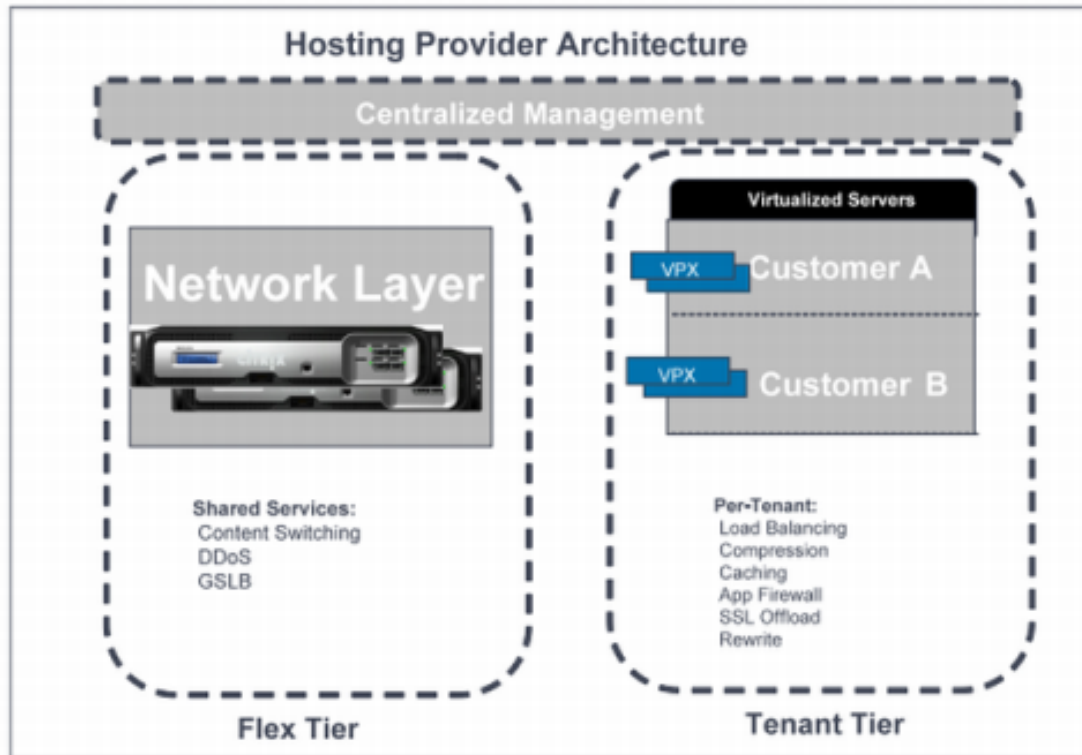 Hosting Provider Architecture
Centralized Management
Network Layer
Shared Services:
Content Switching
DDoS
GSLB
Flex Tier
Virtualized Servers
VPX
Customer A
VPX
Customer B
Per-Tenant:
Load Balancing
Compression
Caching
App Firewall
SSL Offload
Rewrite
Tenant Tier